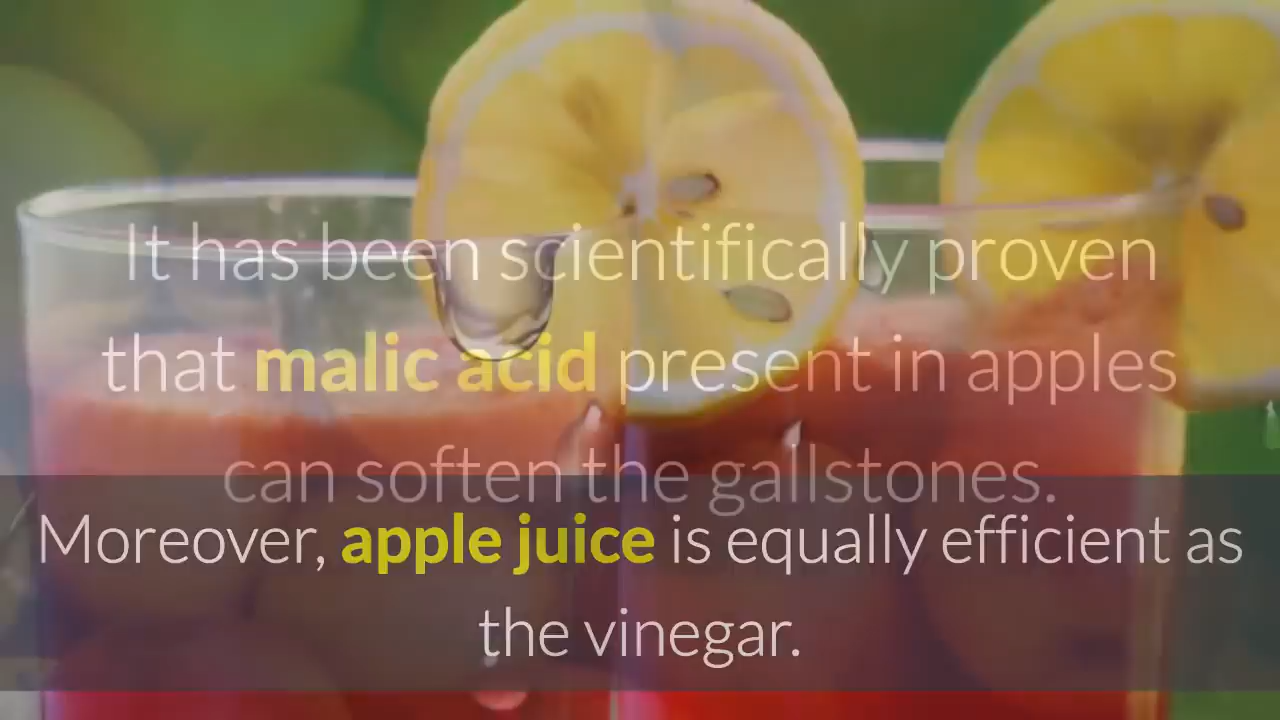 It has been scientifically proven
that malic acid present in apples
can soften the gallstones.
Moreover, apple juice is equally efficient as
the vinegar.